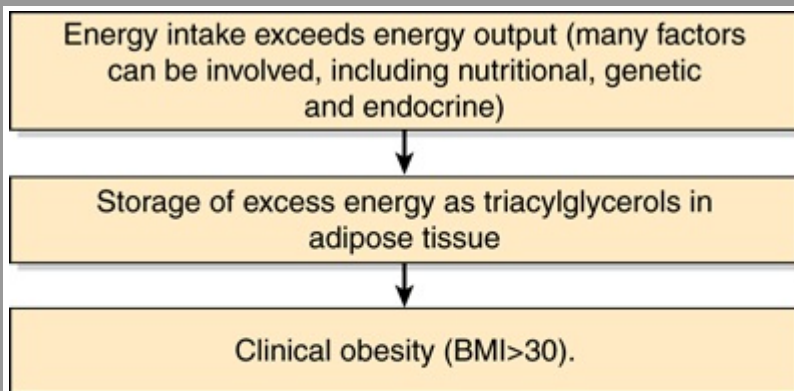 Energy intake exceeds energy output (many factors
can be involved, including nutritional, genetic
and endocrine)
Storage of excess energy as triacylglycerols in
adipose tissue
Clinical obesity (BMI>30).